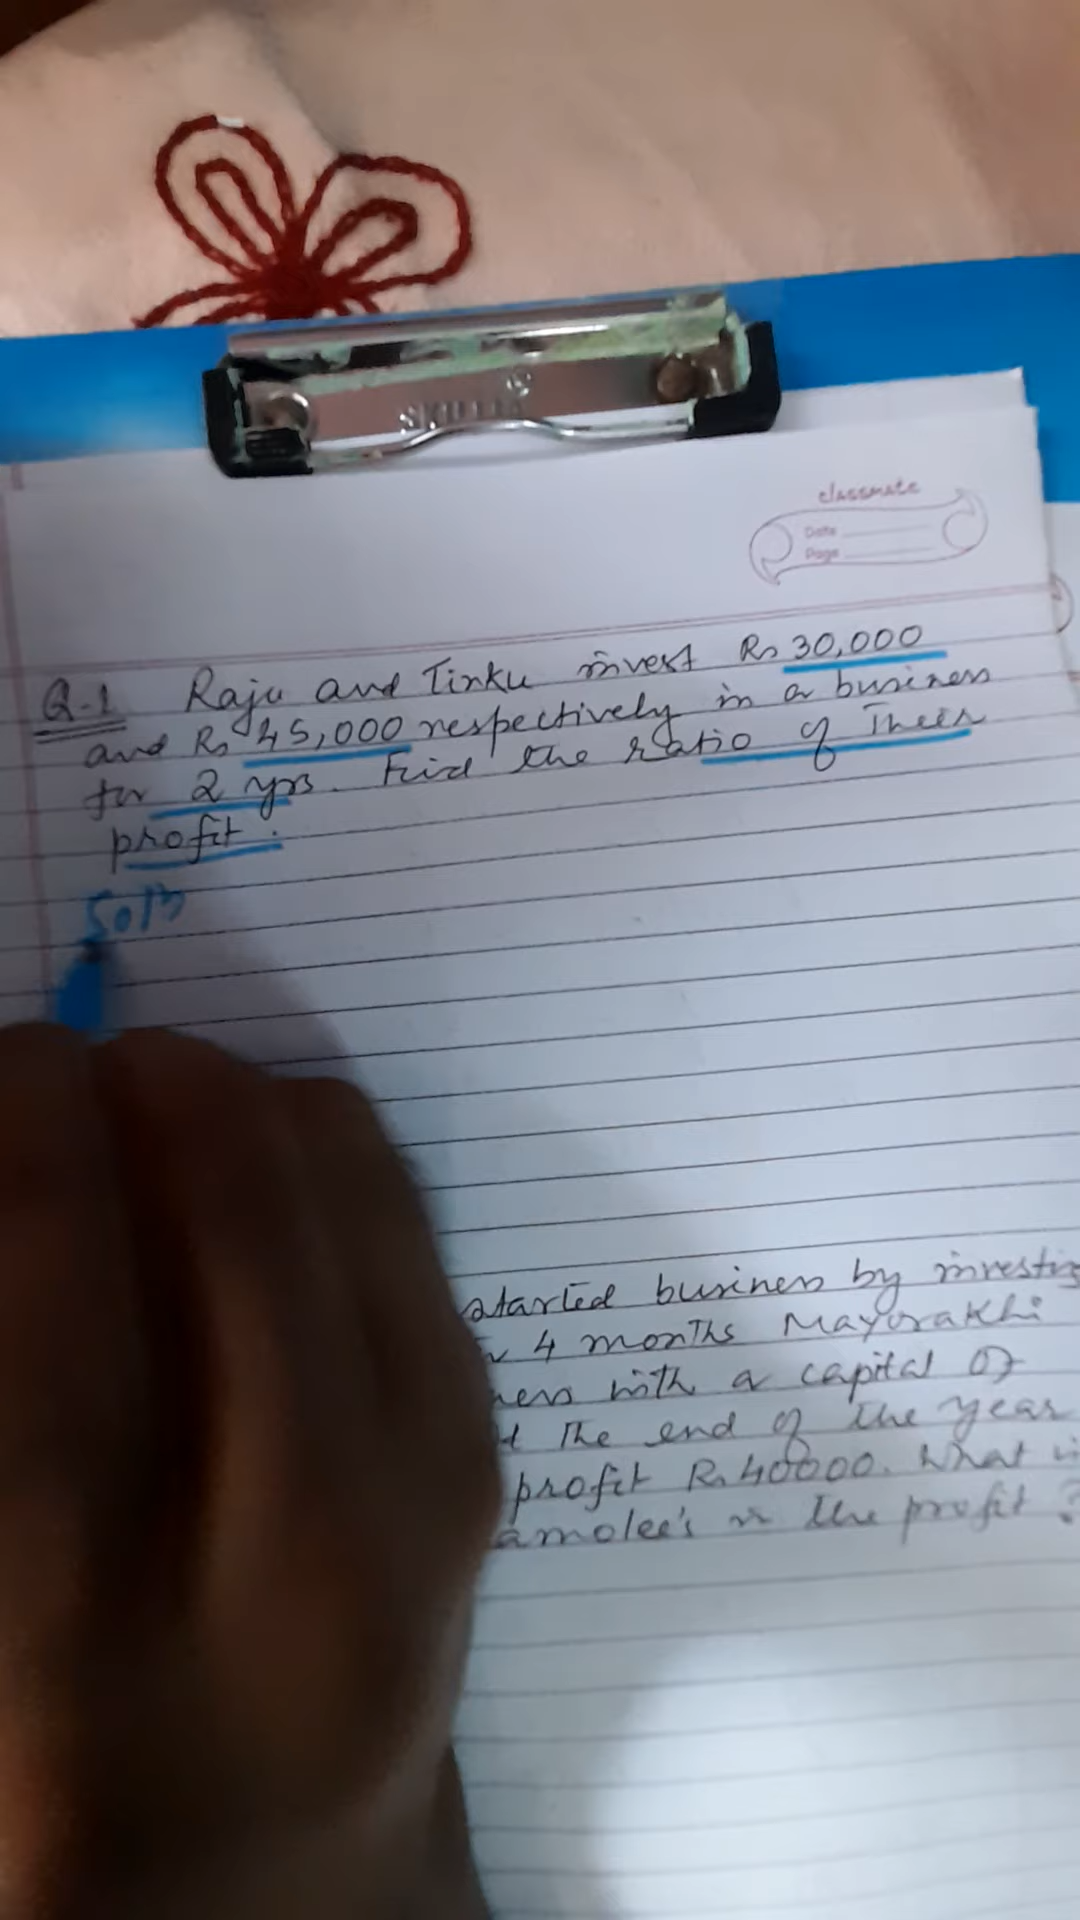 classmate
Date
Page
Q-1 Raju and Tinku invest Rs 30,000
and Rs 45,000 respectively in a business
for 2 yrs. Find the ratio of Their
profit.
Soln
started business by investing
4 months Mayurakhi
ness with a capital of
The end of the year
profit Rs 40000. What
amolee's in the profit ?